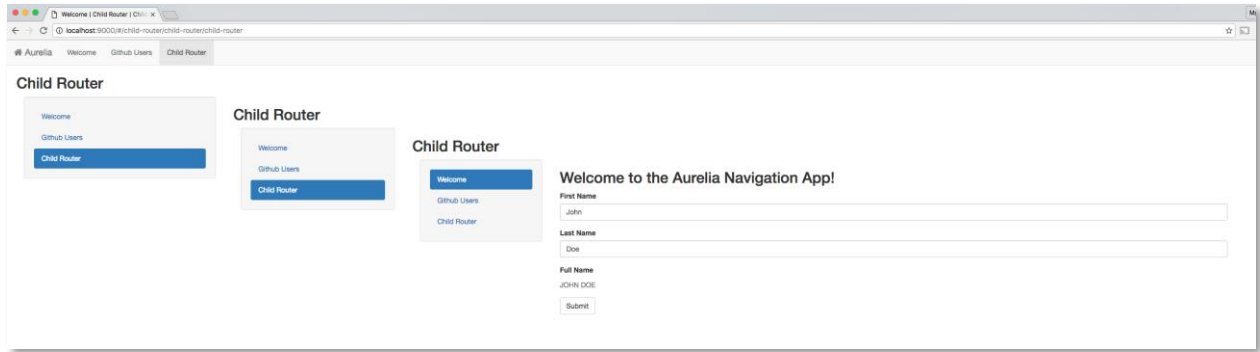 Welcome | Child Router | Chil
localhost:9000/#/child-router/child-router/child-router
Aurelia Welcome Github Users Child Router
Child Router
Welcome
Github Users
Child Router
Child Router
Welcome
Github Users
Child Router
Child Router
Welcome
Github Users
Child Router
Welcome to the Aurelia Navigation App!
First Name
John
Last Name
Doe
Full Name
JOHN DOE
Submit